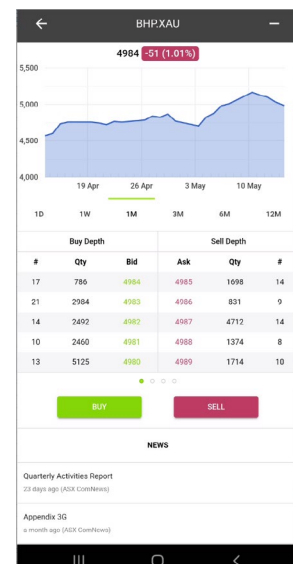 BHP.XAU
4984 -51 (1.01%)
5,500
5,000
4,500
4,000
19 Apr 26 Apr 3 May 10 May
1D 1W 1M 3M 6M 12M
Buy Depth Sell Depth
# Qty Bid Ask Qty #
17 786 4984 4985 1698 14
21 2984 4983 4986 831 9
14 2492 4982 4987 4712 14
10 2460 4981 4988 1374 8
13 5125 4980 4989 1714 10
BUY SELL
NEWS
Quarterly Activities Report
23 days ago (ASX ComNews)
Appendix 3G
a month ago (ASX ComNews)